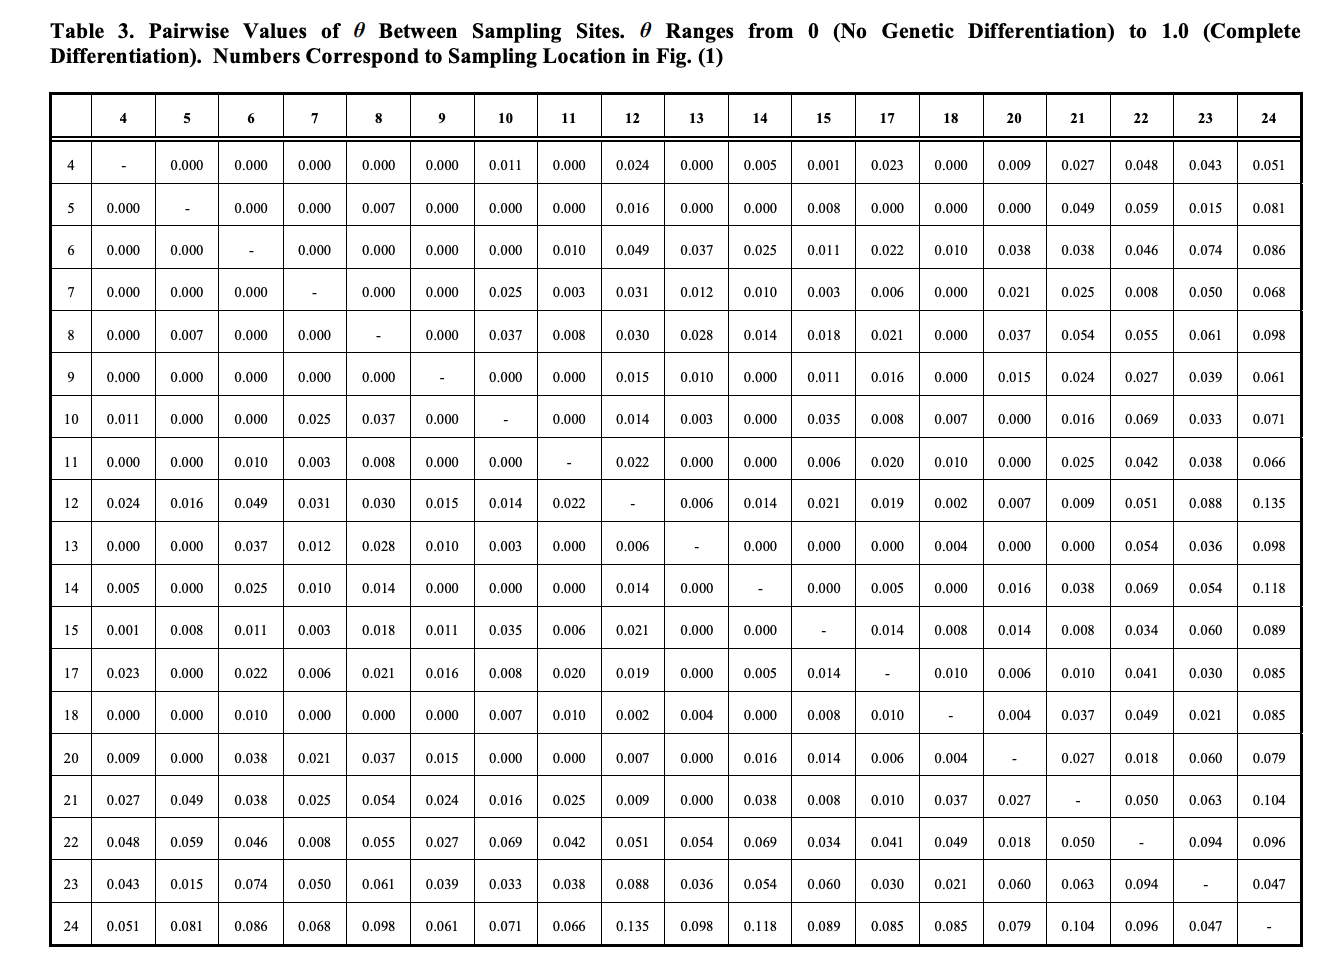 Table 3. Pairwise Values of θ Between Sampling Sites. θ Ranges from 0 (No Genetic Differentiation) to 1.0 (Complete
Differentiation). Numbers Correspond to Sampling Location in Fig. (1)
4 5 6 7 8 9 10 11 12 13 14 15 17 18 20 21 22 23 24
4 - 0.000 0.000 0.000 0.000 0.000 0.011 0.000 0.024 0.000 0.005 0.001 0.023 0.000 0.009 0.027 0.048 0.043 0.051
5 0.000 - 0.000 0.000 0.007 0.000 0.000 0.000 0.016 0.000 0.000 0.008 0.000 0.000 0.000 0.049 0.059 0.015 0.081
6 0.000 0.000 - 0.000 0.000 0.000 0.000 0.010 0.049 0.037 0.025 0.011 0.022 0.010 0.038 0.038 0.046 0.074 0.086
7 0.000 0.000 0.000 - 0.000 0.000 0.025 0.003 0.031 0.012 0.010 0.003 0.006 0.000 0.021 0.025 0.008 0.050 0.068
8 0.000 0.007 0.000 0.000 - 0.000 0.037 0.008 0.030 0.028 0.014 0.018 0.021 0.000 0.037 0.054 0.055 0.061 0.098
9 0.000 0.000 0.000 0.000 0.000 - 0.000 0.000 0.015 0.010 0.000 0.011 0.016 0.000 0.015 0.024 0.027 0.039 0.061
10 0.011 0.000 0.000 0.025 0.037 0.000 - 0.000 0.014 0.003 0.000 0.035 0.008 0.007 0.000 0.016 0.069 0.033 0.071
11 0.000 0.000 0.010 0.003 0.008 0.000 0.000 - 0.022 0.000 0.000 0.006 0.020 0.010 0.000 0.025 0.042 0.038 0.066
12 0.024 0.016 0.049 0.031 0.030 0.015 0.014 0.022 - 0.006 0.014 0.021 0.019 0.002 0.007 0.009 0.051 0.088 0.135
13 0.000 0.000 0.037 0.012 0.028 0.010 0.003 0.000 0.006 - 0.000 0.000 0.000 0.004 0.000 0.000 0.054 0.036 0.098
14 0.005 0.000 0.025 0.010 0.014 0.000 0.000 0.000 0.014 0.000 - 0.000 0.005 0.000 0.016 0.038 0.069 0.054 0.118
15 0.001 0.008 0.011 0.003 0.018 0.011 0.035 0.006 0.021 0.000 0.000 - 0.014 0.008 0.014 0.008 0.034 0.060 0.089
17 0.023 0.000 0.022 0.006 0.021 0.016 0.008 0.020 0.019 0.000 0.005 0.014 - 0.010 0.006 0.010 0.041 0.030 0.085
18 0.000 0.000 0.010 0.000 0.000 0.000 0.007 0.010 0.002 0.004 0.000 0.008 0.010 - 0.004 0.037 0.049 0.021 0.085
20 0.009 0.000 0.038 0.021 0.037 0.015 0.000 0.000 0.007 0.000 0.016 0.014 0.006 0.004 - 0.027 0.018 0.060 0.079
21 0.027 0.049 0.038 0.025 0.054 0.024 0.016 0.025 0.009 0.000 0.038 0.008 0.010 0.037 0.027 - 0.050 0.063 0.104
22 0.048 0.059 0.046 0.008 0.055 0.027 0.069 0.042 0.051 0.054 0.069 0.034 0.041 0.049 0.018 0.050 - 0.094 0.096
23 0.043 0.015 0.074 0.050 0.061 0.039 0.033 0.038 0.088 0.036 0.054 0.060 0.030 0.021 0.060 0.063 0.094 - 0.047
24 0.051 0.081 0.086 0.068 0.098 0.061 0.071 0.066 0.135 0.098 0.118 0.089 0.085 0.085 0.079 0.104 0.096 0.047 -